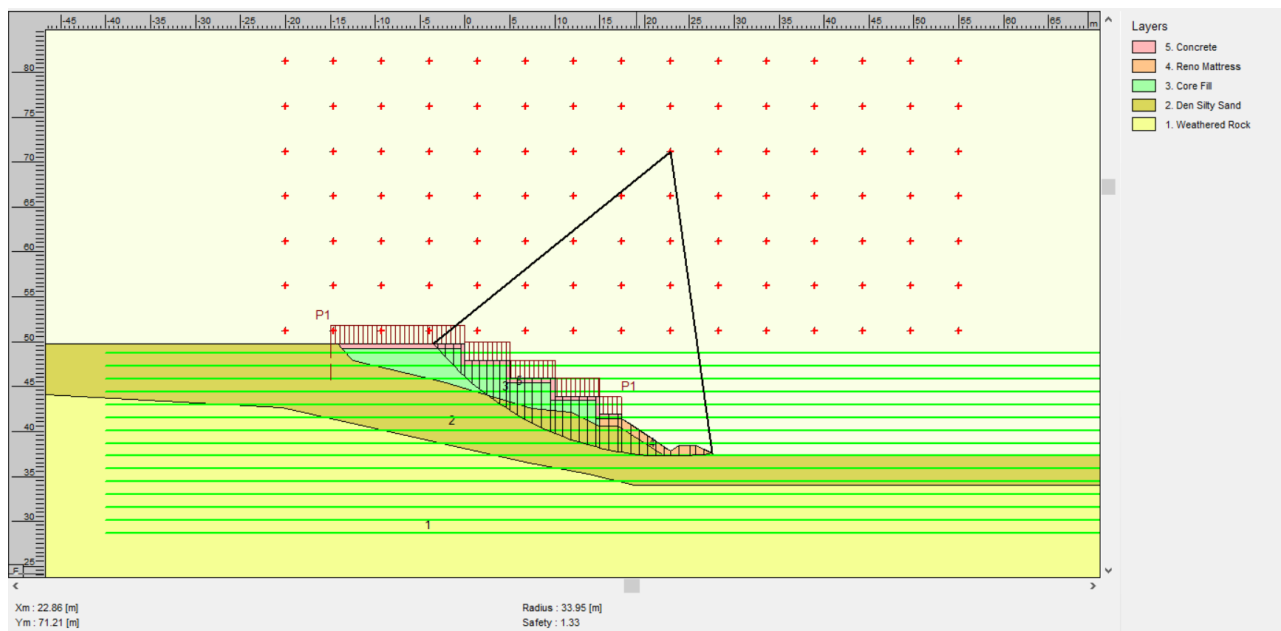 -45 -40 -35 -30 -25 -20 -15 -10 -5 0 5 10 15 20 25 30 35 40 45 50 55 60 65 m
Layers
5. Concrete
4. Reno Mattress
3. Core Fill
2. Den Silty Sand
1. Weathered Rock
80
75
70
65
60
55
P1
50
45
3
P1
2
40
35
30
1
25
Xm : 22.86 [m]
Radius : 33.95 [m]
Ym : 71.21 [m]
Safety : 1.33